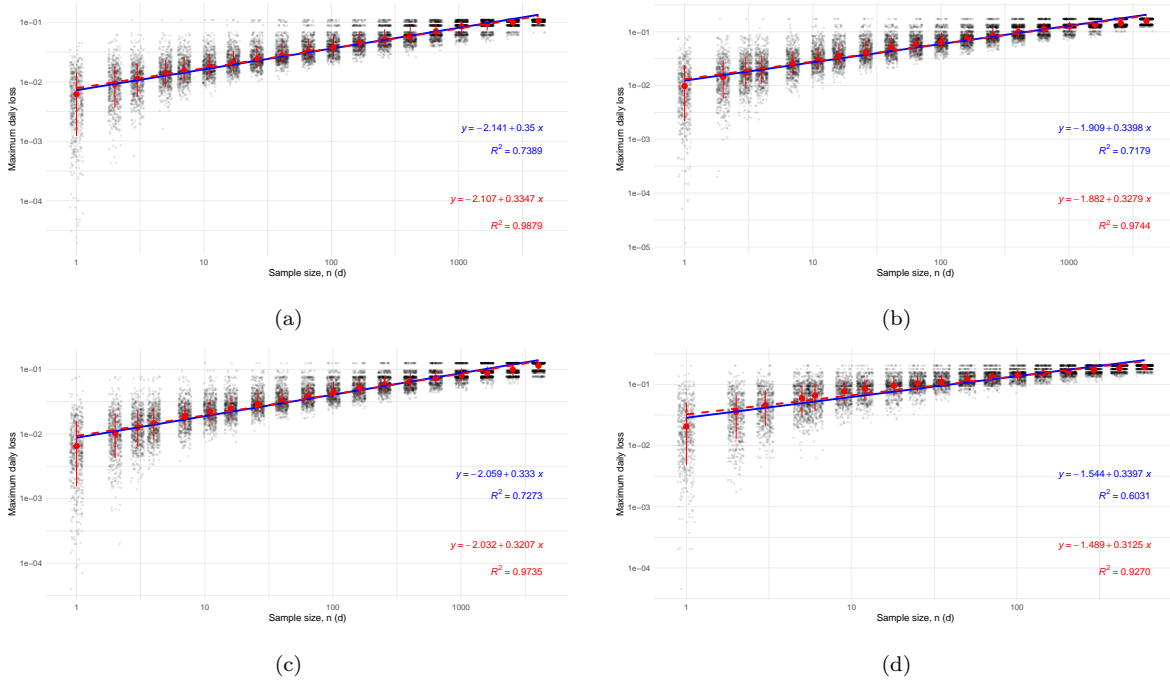 1e−01
1e−02
1e−03
1e−04
Maximum daily loss
y = −2.141 + 0.35 x
R² = 0.7389
y = −2.107 + 0.3347 x
R² = 0.9879
1
10
100
1000
Sample size, n (d)
(a)
1e−01
1e−02
1e−03
1e−04
1e−05
Maximum daily loss
y = −1.909 + 0.3398 x
R² = 0.7179
y = −1.882 + 0.3279 x
R² = 0.9744
1
10
100
1000
Sample size, n (d)
(b)
1e−01
1e−02
1e−03
1e−04
Maximum daily loss
y = −2.059 + 0.333 x
R² = 0.7273
y = −2.032 + 0.3207 x
R² = 0.9735
1
10
100
1000
Sample size, n (d)
(c)
1e−01
1e−02
1e−03
1e−04
Maximum daily loss
y = −1.544 + 0.3397 x
R² = 0.6031
y = −1.489 + 0.3125 x
R² = 0.9270
1
10
100
Sample size, n (d)
(d)